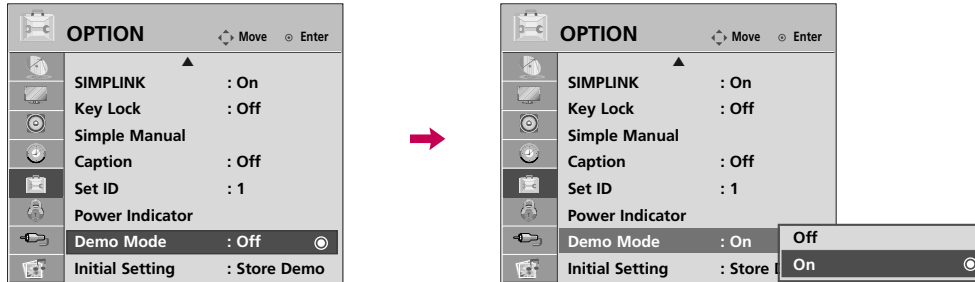 OPTION Move Enter
SIMPLINK : On
Key Lock : Off
Simple Manual
Caption : Off
Set ID : 1
Power Indicator
Demo Mode : Off
Initial Setting : Store Demo
OPTION Move Enter
SIMPLINK : On
Key Lock : Off
Simple Manual
Caption : Off
Set ID : 1
Power Indicator
Demo Mode : On
Initial Setting : Store
Off
On